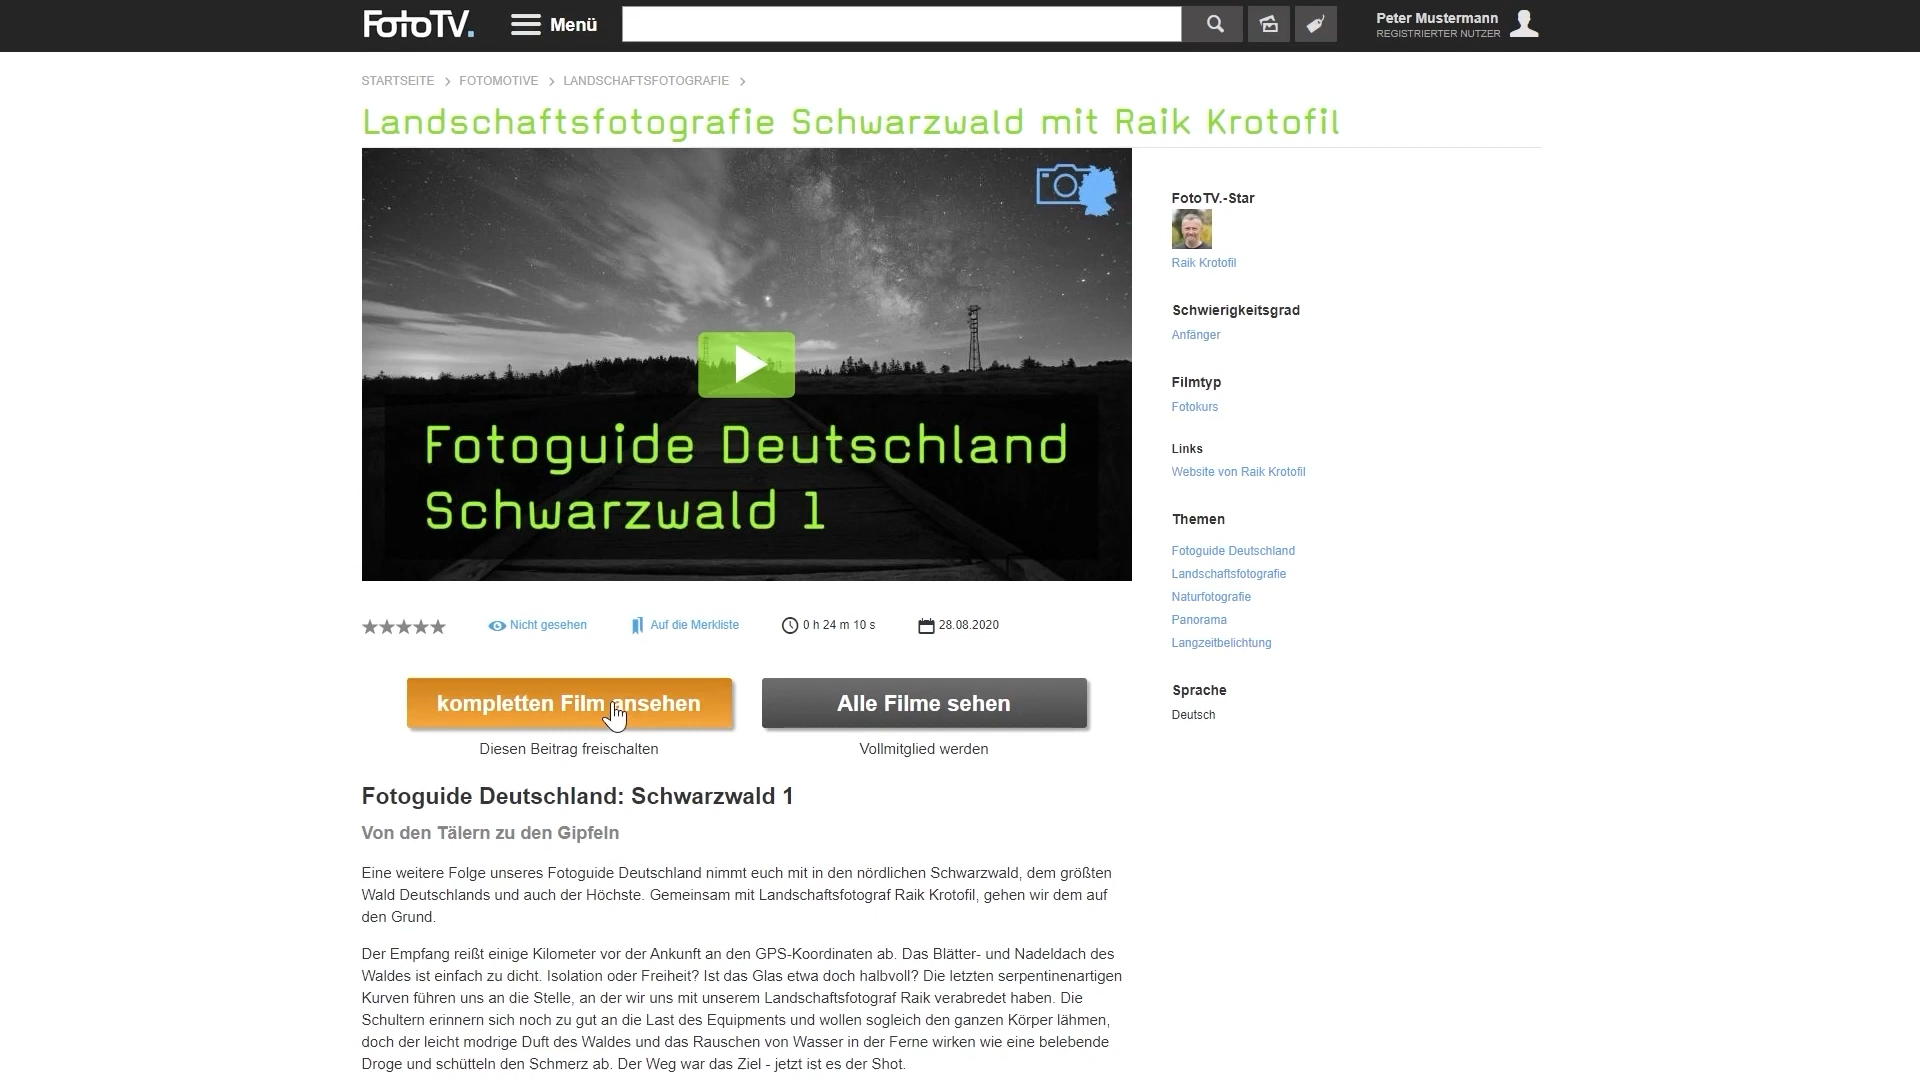 FotoTV.
Menü
Peter Mustermann
REGISTRIERTER NUTZER
STARTSEITE > FOTOMOTIVE > LANDSCHAFTSFOTOGRAFIE >
Landschaftsfotografie Schwarzwald mit Raik Krotofil
Fotoguide Deutschland
Schwarzwald 1
Nicht gesehen
Auf die Merkliste
0 h 24 m 10 s
28.08.2020
kompletten Film ansehen
Diesen Beitrag freischalten
Alle Filme sehen
Vollmitglied werden
Fotoguide Deutschland: Schwarzwald 1
Von den Tälern zu den Gipfeln
Eine weitere Folge unseres Fotoguide Deutschland nimmt euch mit in den nördlichen Schwarzwald, dem größten
Wald Deutschlands und auch der Höchste. Gemeinsam mit Landschaftsfotograf Raik Krotofil, gehen wir dem auf
den Grund.
Der Empfang reißt einige Kilometer vor der Ankunft an den GPS-Koordinaten ab. Das Blätter- und Nadeldach des
Waldes ist einfach zu dicht. Isolation oder Freiheit? Ist das Glas etwa doch halbvoll? Die letzten serpentinenartigen
Kurven führen uns an die Stelle, an der wir uns mit unserem Landschaftsfotograf Raik verabredet haben. Die
Schultern erinnern sich noch zu gut an die Last des Equipments und wollen sogleich den ganzen Körper lähmen,
doch der leicht modrige Duft des Waldes und das Rauschen von Wasser in der Ferne wirken wie eine belebende
Droge und schütteln den Schmerz ab. Der Weg war das Ziel - jetzt ist es der Shot.
FotoTV.-Star
Raik Krotofil
Schwierigkeitsgrad
Anfänger
Filmtyp
Fotokurs
Links
Website von Raik Krotofil
Themen
Fotoguide Deutschland
Landschaftsfotografie
Naturfotografie
Panorama
Langzeitbelichtung
Sprache
Deutsch